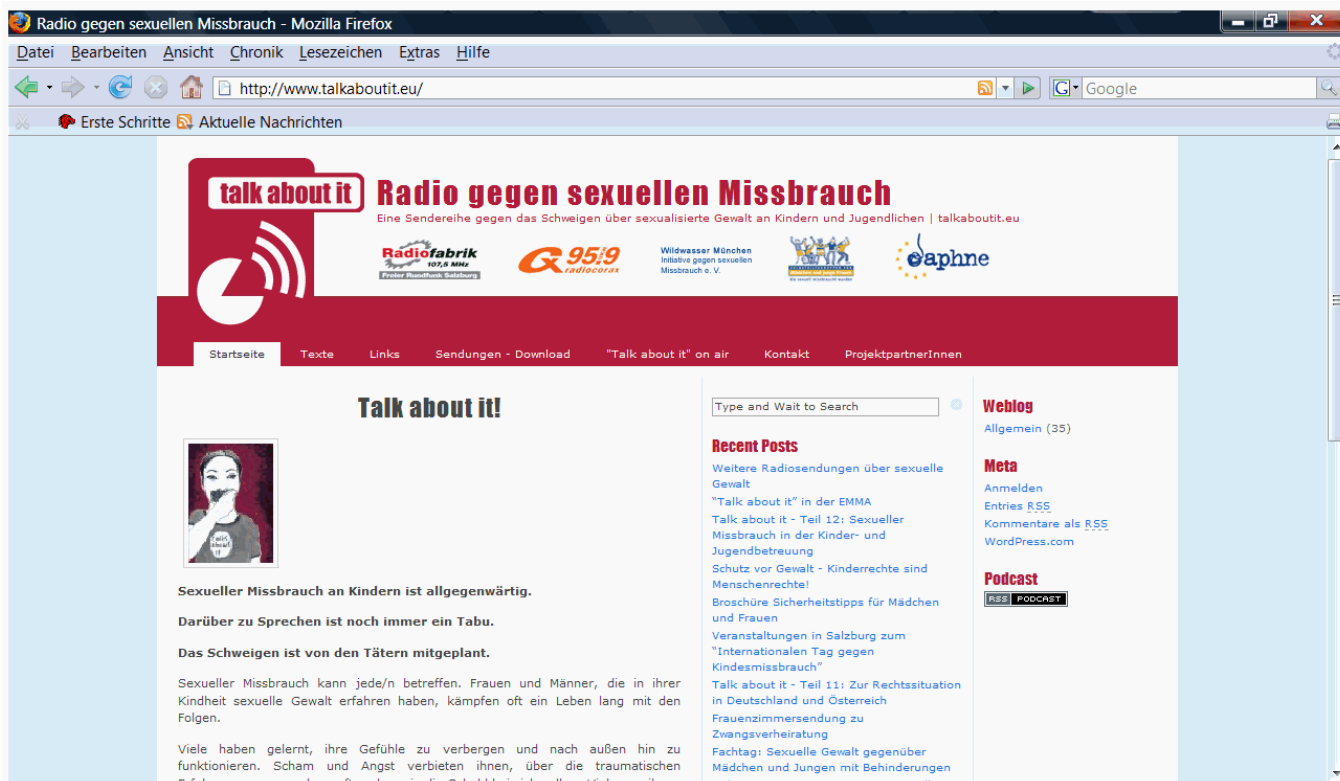 Radio gegen sexuellen Missbrauch - Mozilla Firefox
Datei Bearbeiten Ansicht Chronik Lesezeichen Extras Hilfe
http://www.talkaboutit.eu/
Google
Erste Schritte Aktuelle Nachrichten
talk about it
Radio gegen sexuellen Missbrauch
Eine Sendereihe gegen das Schweigen über sexualisierte Gewalt an Kindern und Jugendlichen | talkaboutit.eu
Radiofabrik
107,5 MHz
Freier Rundfunk Salzburg
95.9
radiocorax
Wildwasser München
Initiative gegen sexuellen
Missbrauch e. V.
daphne
Startseite Texte Links Sendungen - Download "Talk about it" on air Kontakt ProjektpartnerInnen
Talk about it!
talk about it
Sexueller Missbrauch an Kindern ist allgegenwärtig.
Darüber zu Sprechen ist noch immer ein Tabu.
Das Schweigen ist von den Tätern mitgeplant.
Sexueller Missbrauch kann jede/n betreffen. Frauen und Männer, die in ihrer
Kindheit sexuelle Gewalt erfahren haben, kämpfen oft ein Leben lang mit den
Folgen.
Viele haben gelernt, ihre Gefühle zu verbergen und nach außen hin zu
funktionieren. Scham und Angst verbieten ihnen, über die traumatischen
Type and Wait to Search
Recent Posts
Weitere Radiosendungen über sexuelle
Gewalt
"Talk about it" in der EMMA
Talk about it - Teil 12: Sexueller
Missbrauch in der Kinder- und
Jugendbetreuung
Schutz vor Gewalt - Kinderrechte sind
Menschenrechte!
Broschüre Sicherheitstipps für Mädchen
und Frauen
Veranstaltungen in Salzburg zum
"Internationalen Tag gegen
Kindesmissbrauch"
Talk about it - Teil 11: Zur Rechtssituation
in Deutschland und Österreich
Frauenzimmersendung zu
Zwangsverheiratung
Fachtag: Sexuelle Gewalt gegenüber
Mädchen und Jungen mit Behinderungen
Weblog
Allgemein (35)
Meta
Anmelden
Entries RSS
Kommentare als RSS
WordPress.com
Podcast
RSS PODCAST